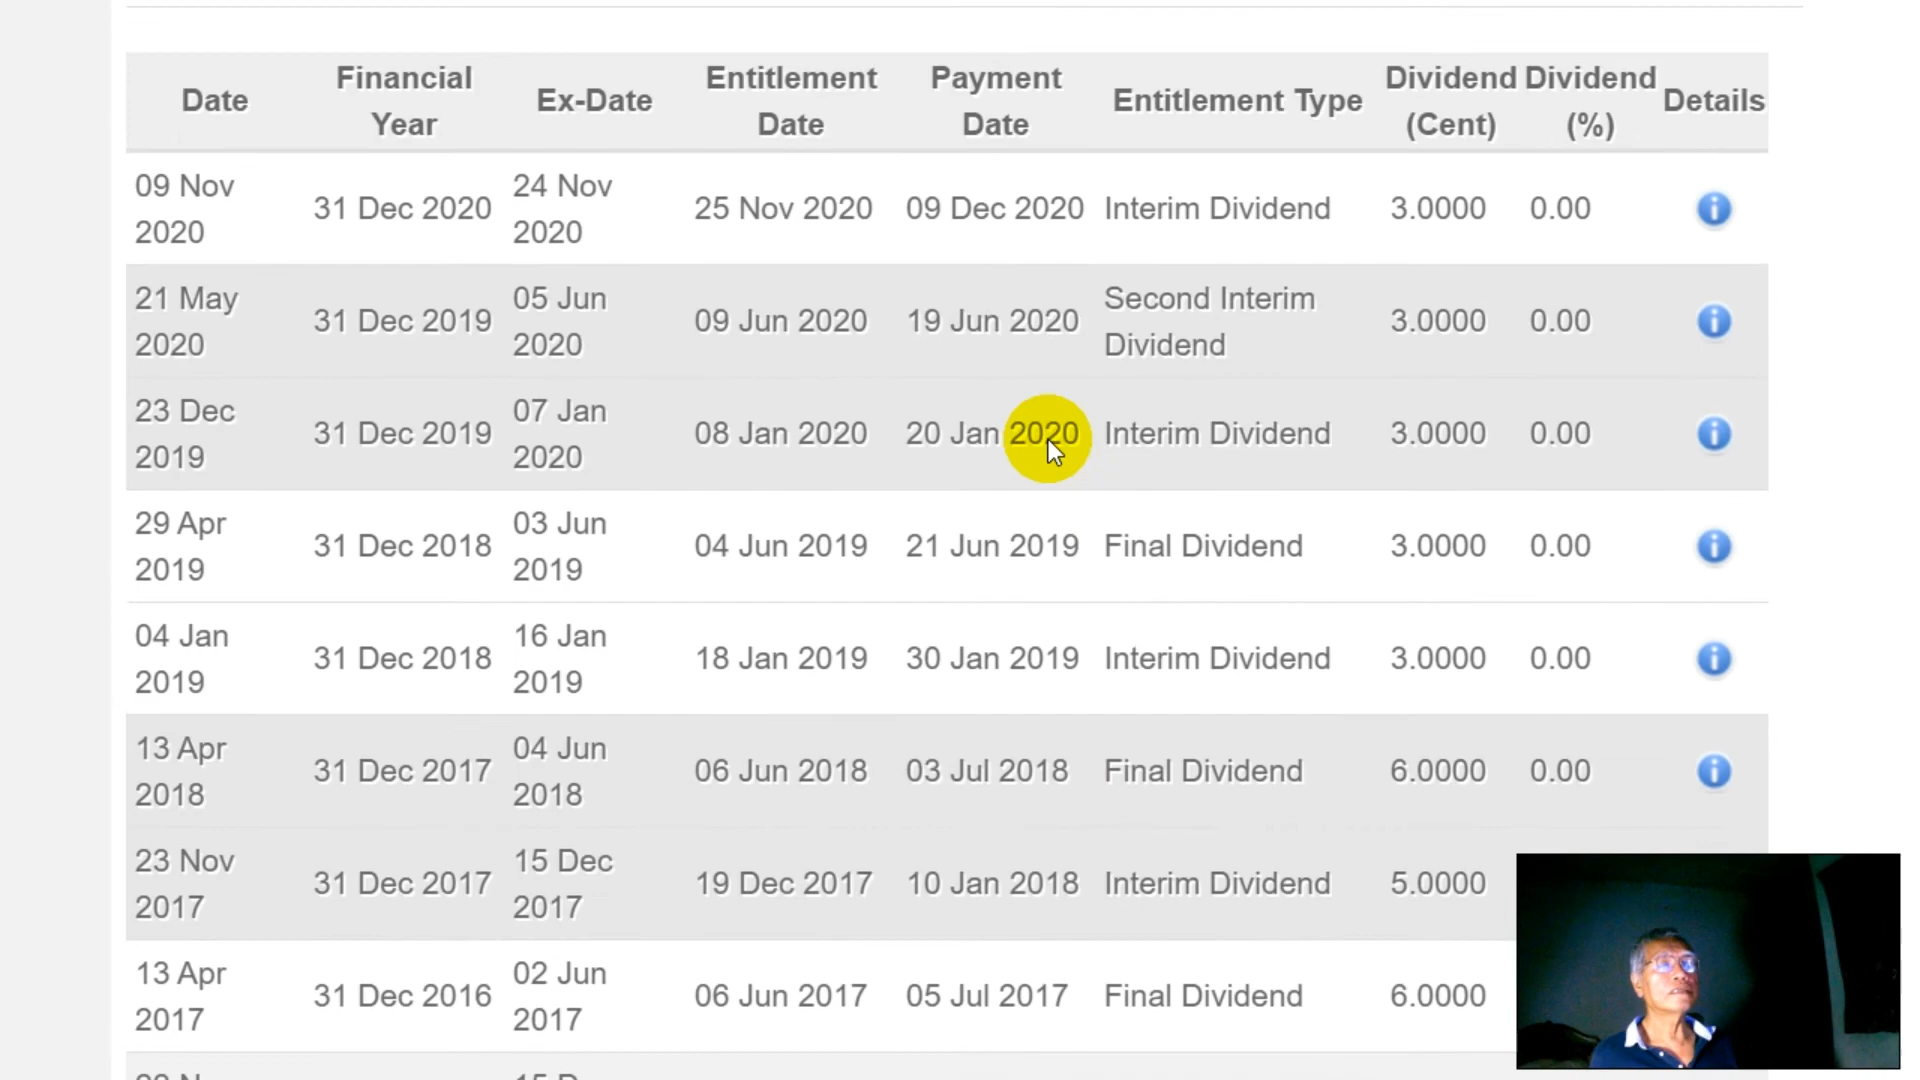 Date Financial Year Ex-Date Entitlement Date Payment Date Entitlement Type Dividend (Cent) Dividend (%) Details
09 Nov 2020 31 Dec 2020 24 Nov 2020 25 Nov 2020 09 Dec 2020 Interim Dividend 3.0000 0.00
21 May 2020 31 Dec 2019 05 Jun 2020 09 Jun 2020 19 Jun 2020 Second Interim Dividend 3.0000 0.00
23 Dec 2019 31 Dec 2019 07 Jan 2020 08 Jan 2020 20 Jan 2020 Interim Dividend 3.0000 0.00
29 Apr 2019 31 Dec 2018 03 Jun 2019 04 Jun 2019 21 Jun 2019 Final Dividend 3.0000 0.00
04 Jan 2019 31 Dec 2018 16 Jan 2019 18 Jan 2019 30 Jan 2019 Interim Dividend 3.0000 0.00
13 Apr 2018 31 Dec 2017 04 Jun 2018 06 Jun 2018 03 Jul 2018 Final Dividend 6.0000 0.00
23 Nov 2017 31 Dec 2017 15 Dec 2017 19 Dec 2017 10 Jan 2018 Interim Dividend 5.0000
13 Apr 2017 31 Dec 2016 02 Jun 2017 06 Jun 2017 05 Jul 2017 Final Dividend 6.0000